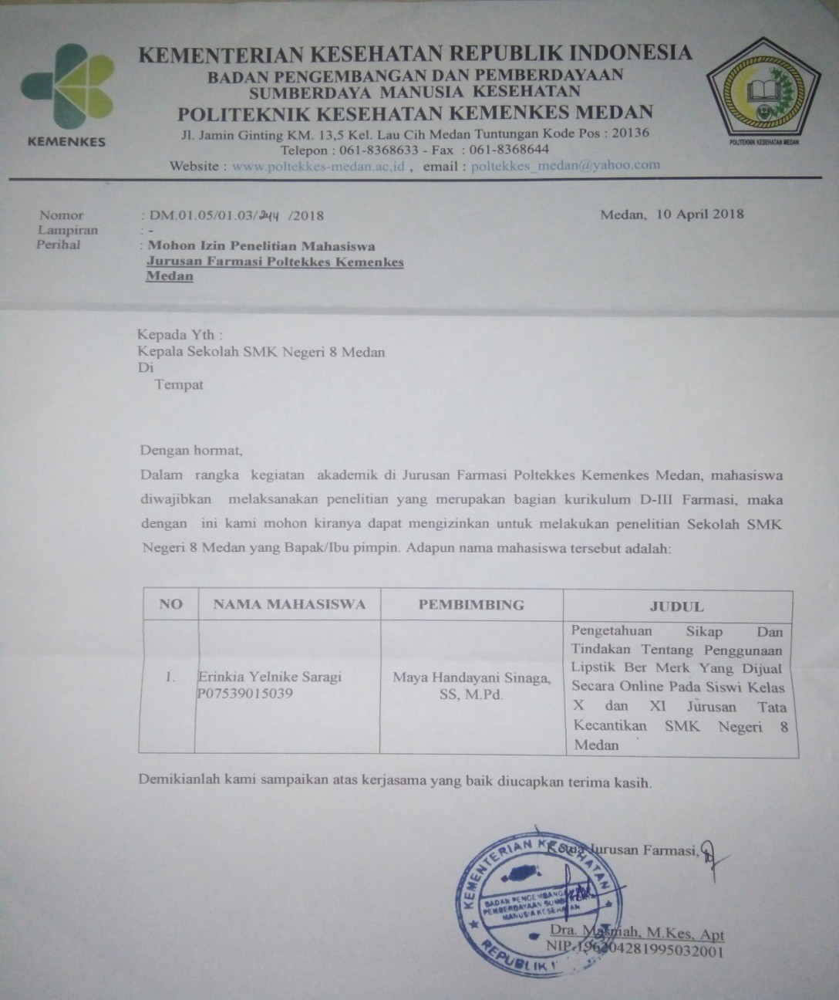 KEMENTERIAN KESEHATAN REPUBLIK INDONESIA
BADAN PENGEMBANGAN DAN PEMBERDAYAAN
SUMBERDAYA MANUSIA KESEHATAN
POLITEKNIK KESEHATAN KEMENKES MEDAN
KEMENKES
POLITEKNIK KESEHATAN MEDAN
Jl. Jamin Ginting KM. 13,5 Kel. Lau Cih Medan Tuntungan Kode Pos : 20136
Telepon : 061-8368633 - Fax : 061-8368644
Website : www.poltekkes-medan.ac,id , email : poltekkes_medan@yahoo.com
Nomor : DM.01.05/01.03/244 /2018 Medan, 10 April 2018
Lampiran : -
Perihal : Mohon Izin Penelitian Mahasiswa
Jurusan Farmasi Poltekkes Kemenkes
Medan
Kepada Yth :
Kepala Sekolah SMK Negeri 8 Medan
Di
Tempat
Dengan hormat,
Dalam rangka kegiatan akademik di Jurusan Farmasi Poltekkes Kemenkes Medan, mahasiswa
diwajibkan melaksanakan penelitian yang merupakan bagian kurikulum D-III Farmasi, maka
dengan ini kami mohon kiranya dapat mengizinkan untuk melakukan penelitian Sekolah SMK
Negeri 8 Medan yang Bapak/Ibu pimpin. Adapun nama mahasiswa tersebut adalah:
NO NAMA MAHASISWA PEMBIMBING JUDUL
1.
Erinkia Yelnike Saragi
P07539015039
Maya Handayani Sinaga,
SS, M.Pd.
Pengetahuan Sikap Dan
Tindakan Tentang Penggunaan
Lipstik Ber Merk Yang Dijual
Secara Online Pada Siswi Kelas
X dan XI Jurusan Tata
Kecantikan SMK Negeri 8
Medan
Demikianlah kami sampaikan atas kerjasama yang baik diucapkan terima kasih.
Ketua Jurusan Farmasi,
KEMENTERIAN KESEHATAN
BADAN PENGEMBANGAN
PEMBERDAYAAN SUMBER
MANUSIA KESEHATAN
REPUBLIK
Dra. Masniah, M.Kes, Apt
NIP.196204281995032001